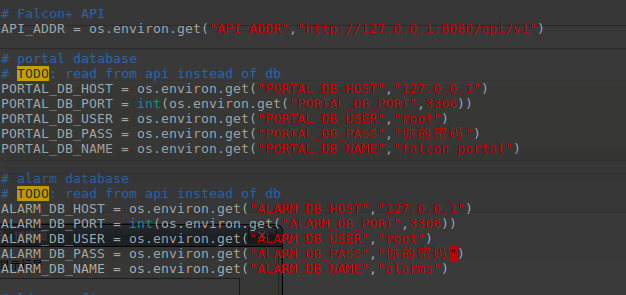 # Falcon+ API
API_ADDR = os.environ.get("API_ADDR","http://127.0.0.1:8080/api/v1")
# portal database
# TODO: read from api instead of db
PORTAL_DB_HOST = os.environ.get("PORTAL_DB_HOST","127.0.0.1")
PORTAL_DB_PORT = int(os.environ.get("PORTAL_DB_PORT",3306))
PORTAL_DB_USER = os.environ.get("PORTAL_DB_USER","root")
PORTAL_DB_PASS = os.environ.get("PORTAL_DB_PASS","你的密码")
PORTAL_DB_NAME = os.environ.get("PORTAL_DB_NAME","falcon_portal")
# alarm database
# TODO: read from api instead of db
ALARM_DB_HOST = os.environ.get("ALARM_DB_HOST","127.0.0.1")
ALARM_DB_PORT = int(os.environ.get("ALARM_DB_PORT",3306))
ALARM_DB_USER = os.environ.get("ALARM_DB_USER","root")
ALARM_DB_PASS = os.environ.get("ALARM_DB_PASS","你的密码")
ALARM_DB_NAME = os.environ.get("ALARM_DB_NAME","alarms")